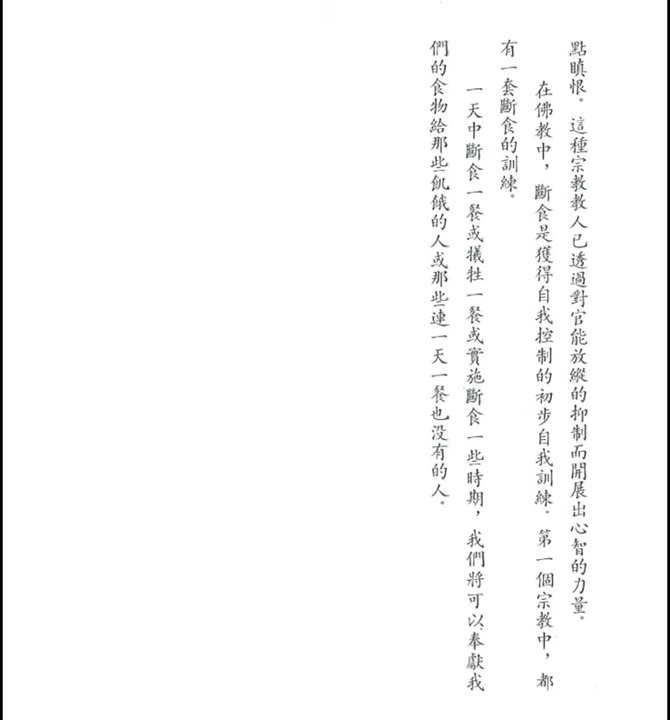 點瞋恨。這種宗教教人已透過對官能放縱的抑制而開展出心智的力量。
在佛教中，斷食是獲得自我控制的初步自我訓練。第一個宗教中，都
有一套斷食的訓練。
一天中斷食一餐或犧牲一餐或實施斷食一些時期，我們將可以奉獻我
們的食物給那些飢餓的人或那些連一天一餐也沒有的人。